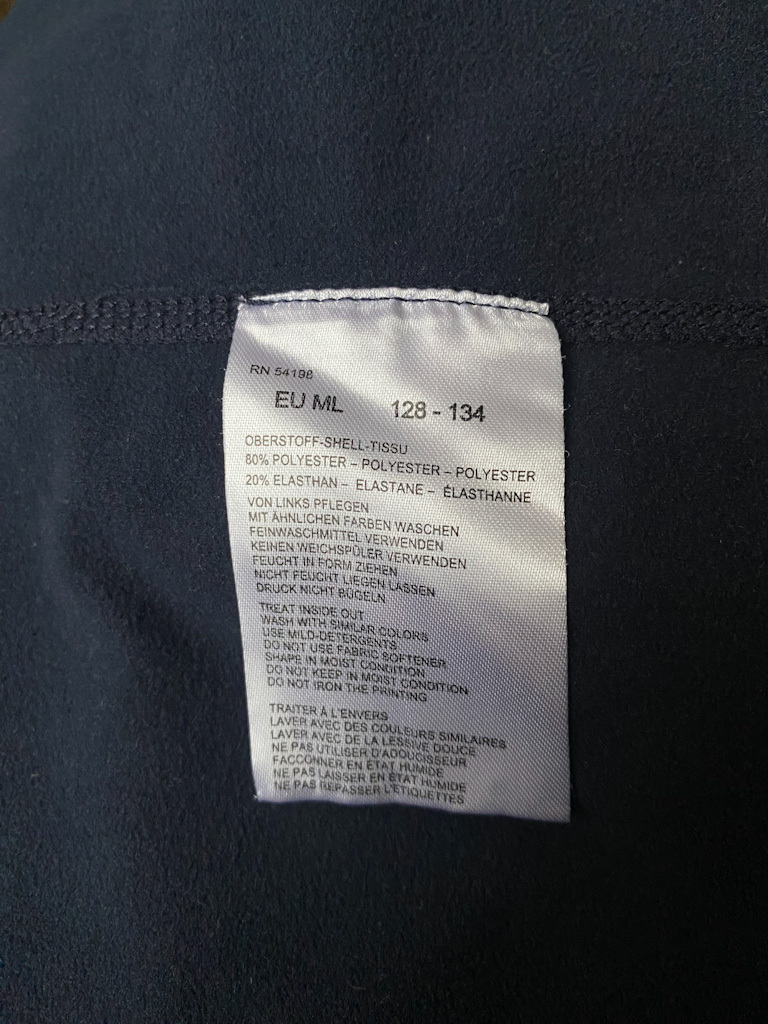 RN 54198
EU ML 128 - 134
OBERSTOFF-SHELL-TISSU
80% POLYESTER – POLYESTER – POLYESTER
20% ELASTHAN – ELASTANE – ÉLASTHANNE
VON LINKS PFLEGEN
MIT ÄHNLICHEN FARBEN WASCHEN
FEINWASCHMITTEL VERWENDEN
KEINEN WEICHSPÜLER VERWENDEN
FEUCHT IN FORM ZIEHEN
NICHT FEUCHT LIEGEN LASSEN
DRUCK NICHT BÜGELN
TREAT INSIDE OUT
WASH WITH SIMILAR COLORS
USE MILD-DETERGENTS
DO NOT USE FABRIC SOFTENER
SHAPE IN MOIST CONDITION
DO NOT KEEP IN MOIST CONDITION
DO NOT IRON THE PRINTING
TRAITER À L'ENVERS
LAVER AVEC DES COULEURS SIMILAIRES
LAVER AVEC DE LA LESSIVE DOUCE
NE PAS UTILISER D'ADOUCISSEUR
FACCONNER EN ÉTAT HUMIDE
NE PAS LAISSER EN ÉTAT HUMIDE
NE PAS REPASSER L'ÉTIQUETTES